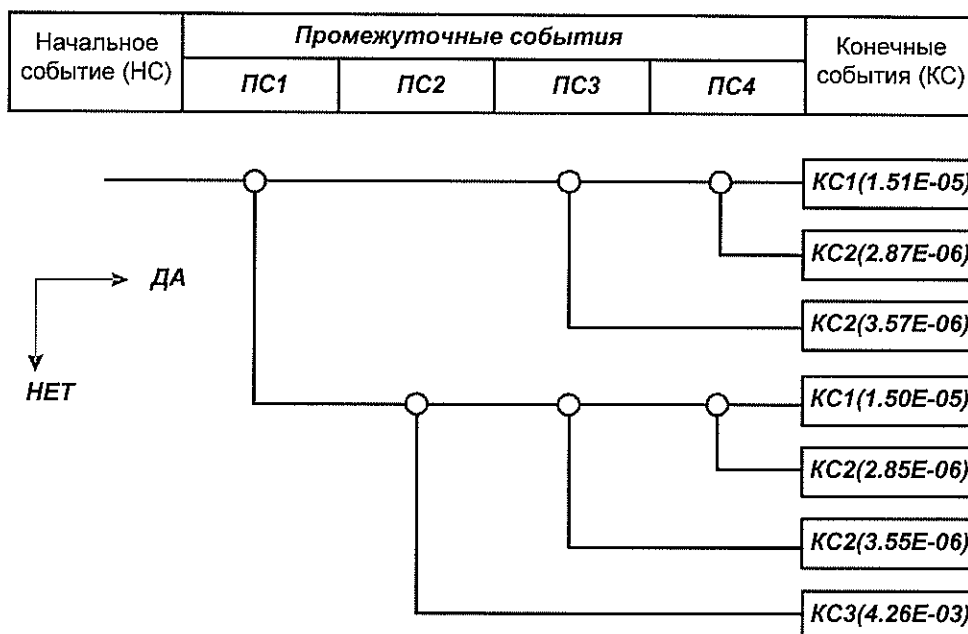 Начальное
событие (НС)
Промежуточные события
ПС1
ПС2
ПС3
ПС4
Конечные
события (КС)
КС1(1.51E-05)
КС2(2.87E-06)
ДА
КС2(3.57E-06)
НЕТ
КС1(1.50E-05)
КС2(2.85E-06)
КС2(3.55E-06)
КС3(4.26E-03)